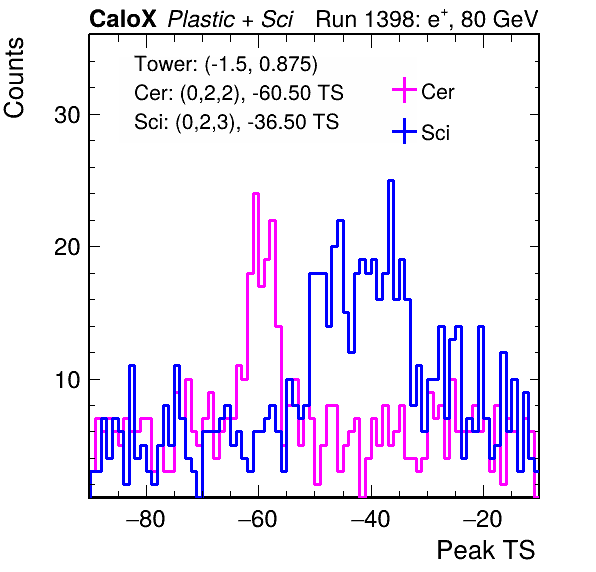 CaloX Plastic + Sci Run 1398: e+, 80 GeV
Counts
Tower: (-1.5, 0.875)
Cer: (0,2,2), -60.50 TS
Sci: (0,2,3), -36.50 TS
Cer
Sci
30
20
10
−80 −60 −40 −20
Peak TS